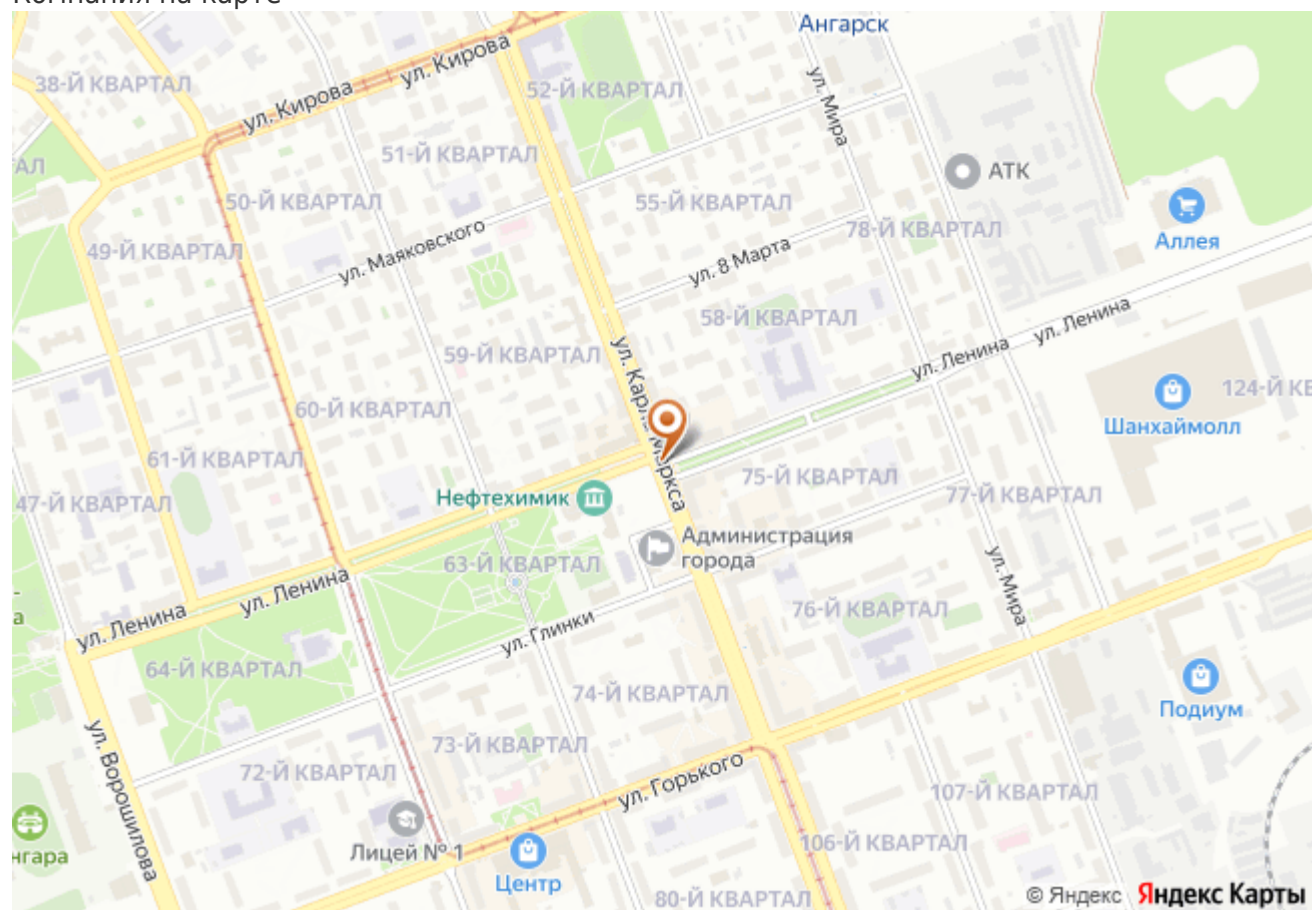 Компания на карте
Ангарск
ул. Кирова
ул. Кирова
38-Й КВАРТАЛ
52-Й КВАРТАЛ
ул. Мира
51-Й КВАРТАЛ
АТК
50-Й КВАРТАЛ
55-Й КВАРТАЛ
78-Й КВАРТАЛ
Аллея
49-Й КВАРТАЛ
ул. Маяковского
ул. 8 Марта
58-Й КВАРТАЛ
ул. Ленина
ул. Ленина
59-Й КВАРТАЛ
ул. Карла Маркса
60-Й КВАРТАЛ
124-Й КВ
Шанхаймолл
61-Й КВАРТАЛ
75-Й КВАРТАЛ
47-Й КВАРТАЛ
Нефтехимик
77-Й КВАРТАЛ
Администрация
города
63-Й КВАРТАЛ
ул. Ленина
ул. Ленина
ул. Мира
76-Й КВАРТАЛ
ул. Глинки
64-Й КВАРТАЛ
74-Й КВАРТАЛ
Подиум
73-Й КВАРТАЛ
72-Й КВАРТАЛ
ул. Ворошилова
ул. Горького
107-Й КВАРТАЛ
нгара
Лицей № 1
106-Й КВАРТАЛ
Центр
80-Й КВАРТАЛ
© Яндекс Яндекс Карты